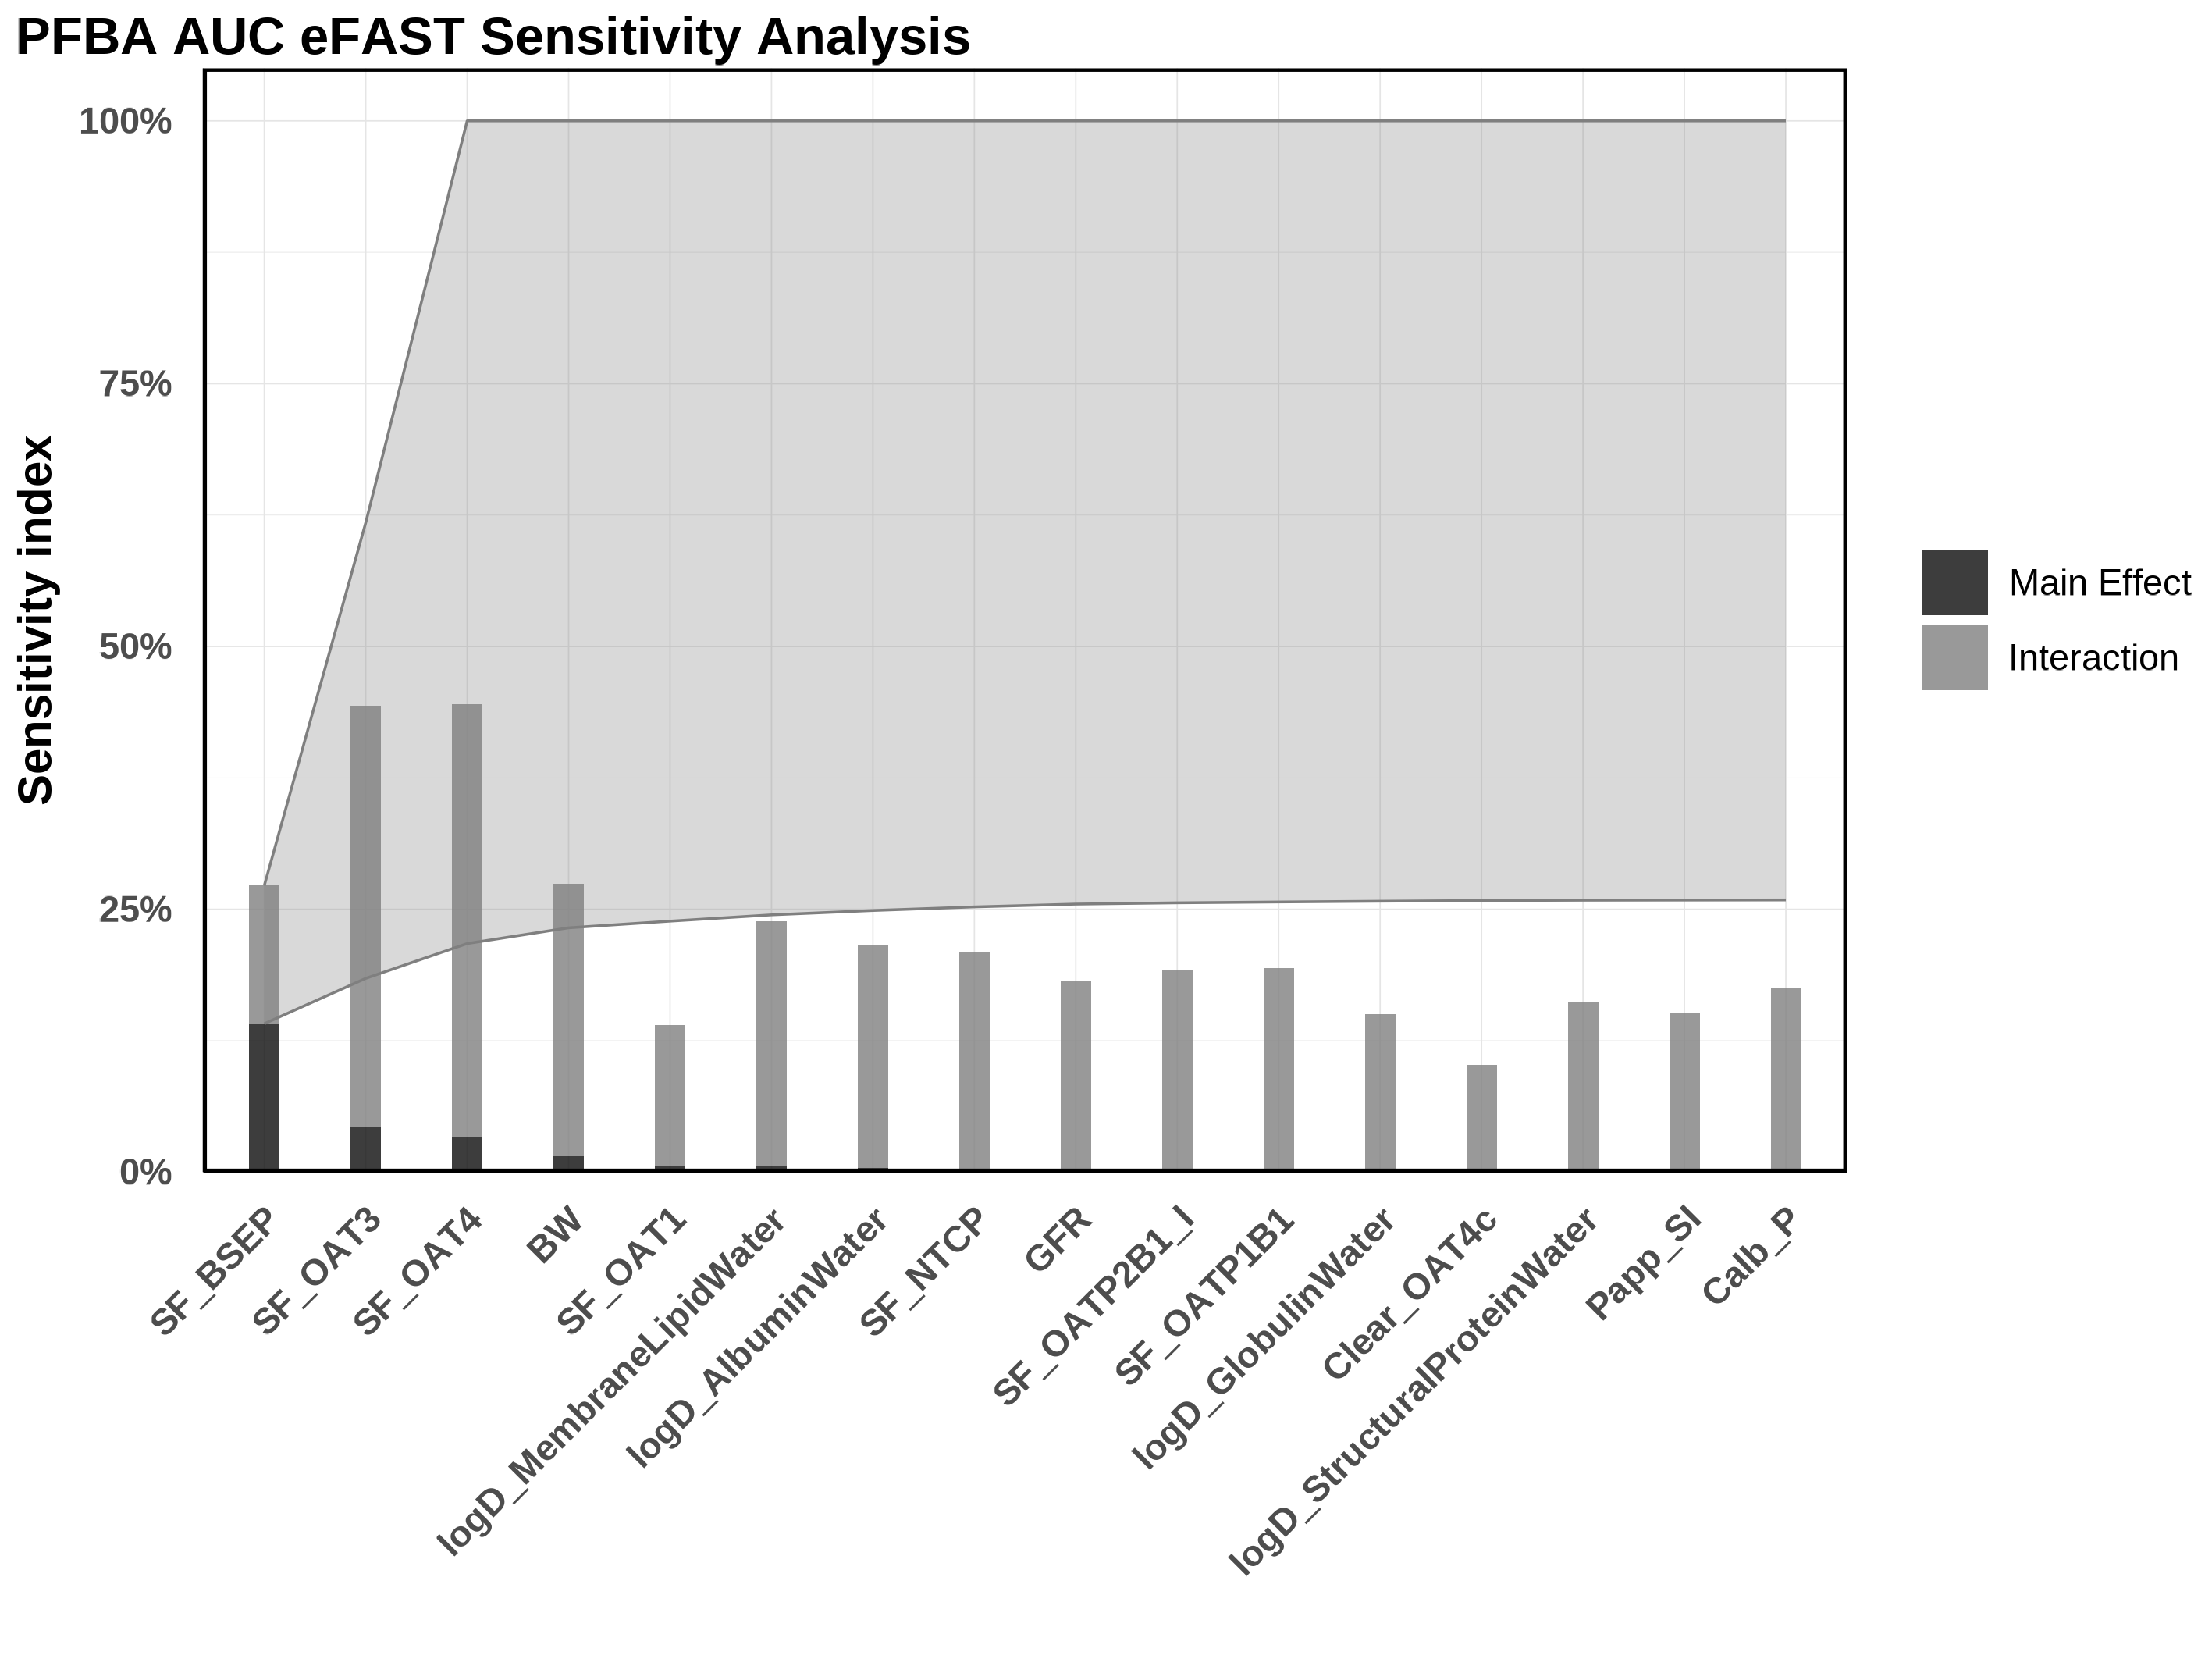 PFBA AUC eFAST Sensitivity Analysis
Sensitivity index
100%
75%
50%
25%
0%
Main Effect
Interaction
SF_BSEP
SF_OAT3
SF_OAT4
BW
SF_OAT1
logD_MembraneLipidWater
logD_AlbuminWater
SF_NTCP
GFR
SF_OATP2B1_I
SF_OATP1B1
logD_GlobulinWater
Clear_OAT4c
logD_StructuralProteinWater
Papp_SI
Calb_P